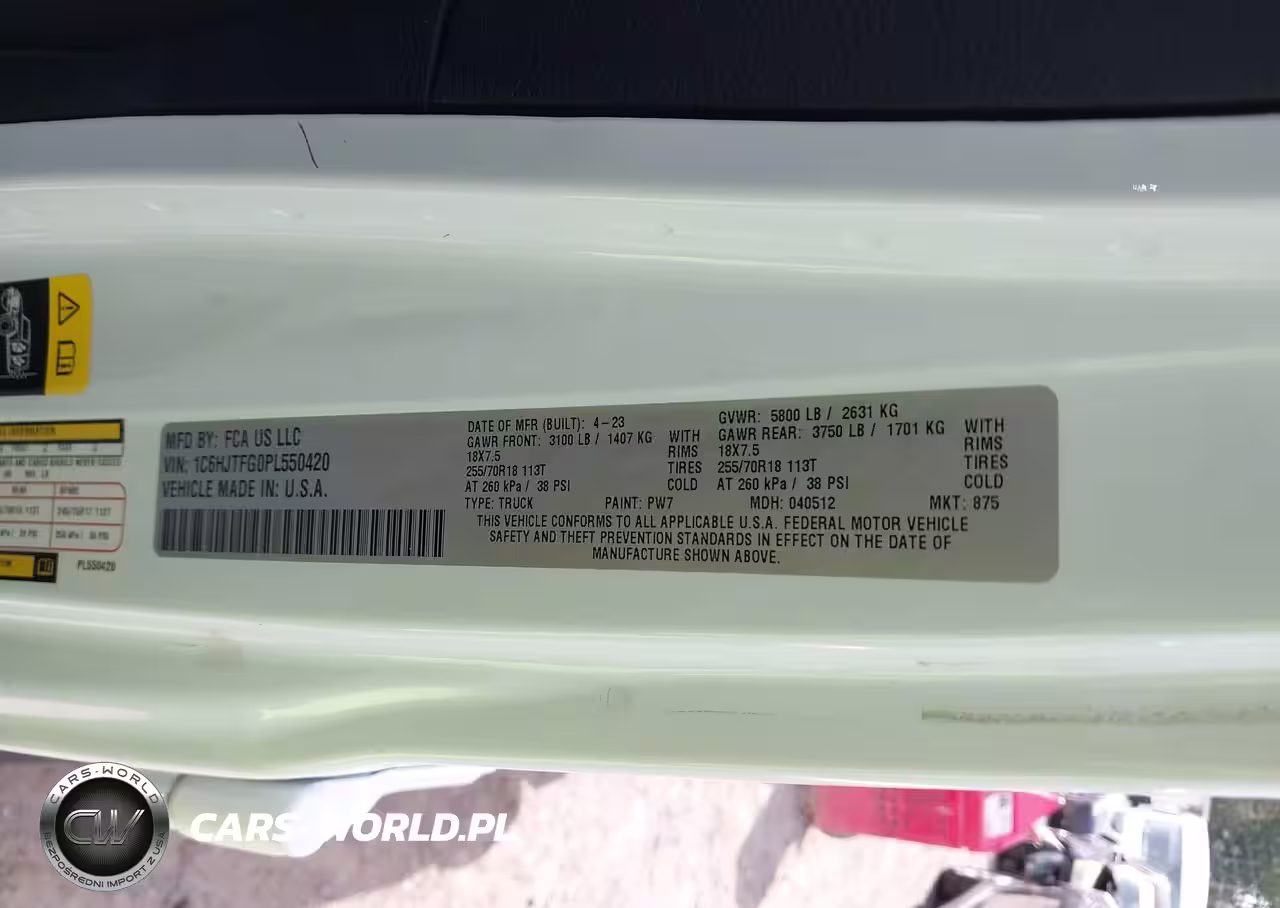 MFD BY: FCA US LLC
VIN: 1C6HJTFG0PL550420
VEHICLE MADE IN: U.S.A.
DATE OF MFR (BUILT): 4-23
GAWR FRONT: 3100 LB / 1407 KG WITH
18X7.5 RIMS
255/70R18 113T TIRES
AT 260 kPa / 38 PSI COLD
GVWR: 5800 LB / 2631 KG
GAWR REAR: 3750 LB / 1701 KG WITH
18X7.5 RIMS
255/70R18 113T TIRES
AT 260 kPa / 38 PSI COLD
TYPE: TRUCK PAINT: PW7 MDH: 040512 MKT: 875
THIS VEHICLE CONFORMS TO ALL APPLICABLE U.S.A. FEDERAL MOTOR VEHICLE
SAFETY AND THEFT PREVENTION STANDARDS IN EFFECT ON THE DATE OF
MANUFACTURE SHOWN ABOVE.
PL550420
CARS-WORLD
CW
BEZPOŚREDNI IMPORT Z USA
CARS-WORLD.PL